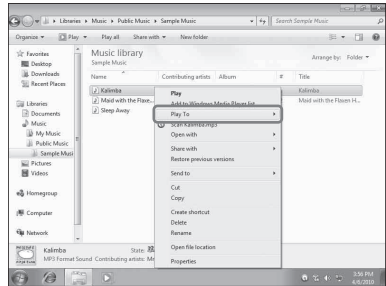 Libraries ▸ Music ▸ Public Music ▸ Sample Music
Search Sample Music
Organize
Play
Play all
Share with
New folder
Favorites
Desktop
Downloads
Recent Places
Libraries
Documents
Music
My Music
Public Music
Sample Musi
Pictures
Videos
Homegroup
Computer
Network
Music library
Sample Music
Arrange by: Folder
Name
Contributing artists
Album
#
Title
Kalimba
Kalimba
Maid with the Flaxe...
Maid with the Flaxen H...
Sleep Away
Play
Add to Windows Media Player list
Play To
Scan Kalimba.mp3
Open with
Share with
Restore previous versions
Send to
Cut
Copy
Create shortcut
Delete
Rename
Open file location
Properties
Kalimba
State:
MP3 Format Sound
Contributing artists:
3:56 PM
4/6/2010